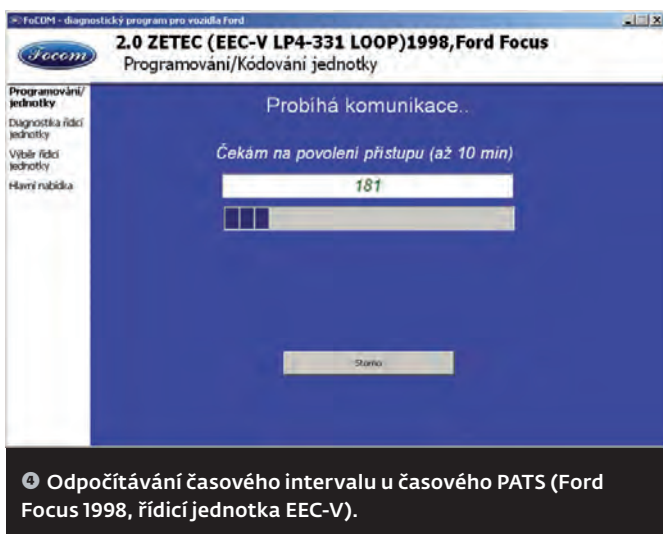 FoCOM - diagnostický program pro vozidla Ford
Focom
2.0 ZETEC (EEC-V LP4-331 LOOP)1998,Ford Focus
Programování/Kódování jednotky
Programování/
jednotky
Diagnostika řídicí
jednotky
Výběr řídicí
jednotky
Hlavní nabídka
Probíhá komunikace..
Čekám na povolení přístupu (až 10 min)
181
Storno
4 Odpočítávání časového intervalu u časového PATS (Ford
Focus 1998, řídicí jednotka EEC-V).